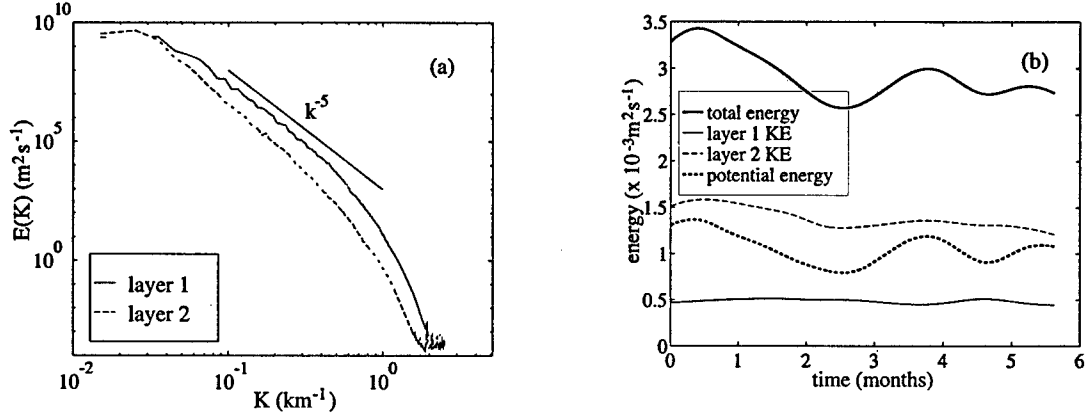 10^10
10^5
10^0
E(K) (m^2s^-1)
(a)
k^-5
layer 1
layer 2
10^-2
10^-1
10^0
K (km^-1)
3.5
3
2.5
2
1.5
1
0.5
0
energy (x 10^-3m^2s^-1)
(b)
total energy
layer 1 KE
layer 2 KE
potential energy
0 1 2 3 4 5 6
time (months)